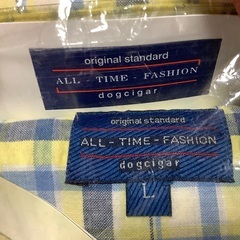 original standard
ALL - TIME - FASHION
dogcigar
original standard
ALL - TIME - FASHION
dogcigar
L